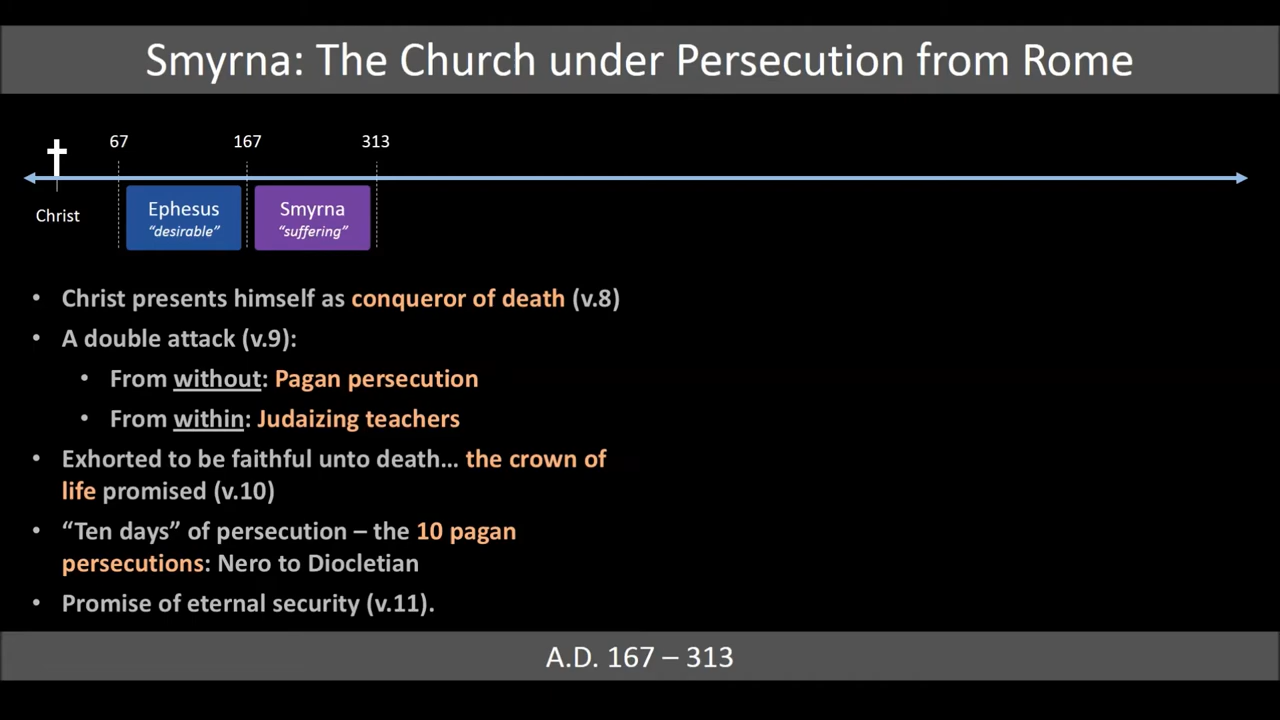 Smyrna: The Church under Persecution from Rome
67 167 313
Christ
Ephesus
"desirable"
Smyrna
"suffering"
• Christ presents himself as conqueror of death (v.8)
• A double attack (v.9):
• From without: Pagan persecution
• From within: Judaizing teachers
• Exhorted to be faithful unto death… the crown of
life promised (v.10)
• “Ten days” of persecution – the 10 pagan
persecutions: Nero to Diocletian
• Promise of eternal security (v.11).
A.D. 167 – 313